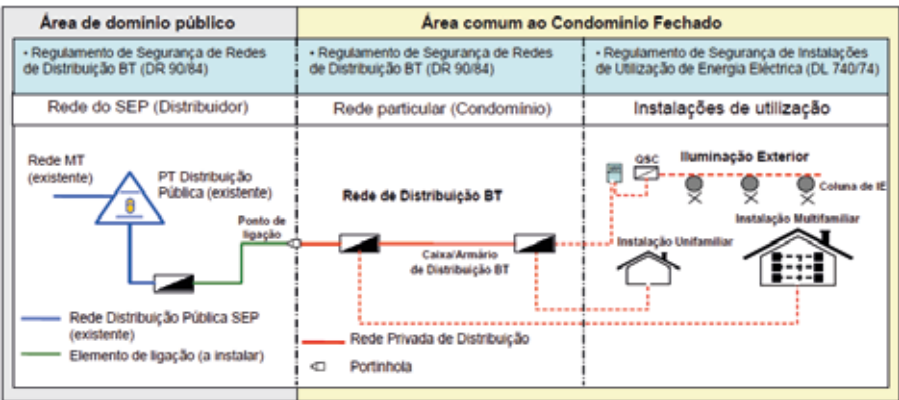 Área de domínio público
Área comum ao Condomínio Fechado
• Regulamento de Segurança de Redes
de Distribuição BT (DR 90/84)
• Regulamento de Segurança de Redes
de Distribuição BT (DR 90/84)
• Regulamento de Segurança de Instalações
de Utilização de Energia Eléctrica (DL 740/74)
Rede do SEP (Distribuidor)
Rede particular (Condomínio)
Instalações de utilização
Rede MT
(existente)
PT Distribuição
Pública (existente)
Ponto de
ligação
Rede de Distribuição BT
Caixa/Armário
de Distribuição BT
QSC
Iluminação Exterior
Coluna de IE
Instalação Unifamiliar
Instalação Multifamiliar
Rede Distribuição Pública SEP
(existente)
Elemento de ligação (a instalar)
Rede Privada de Distribuição
Portinhola